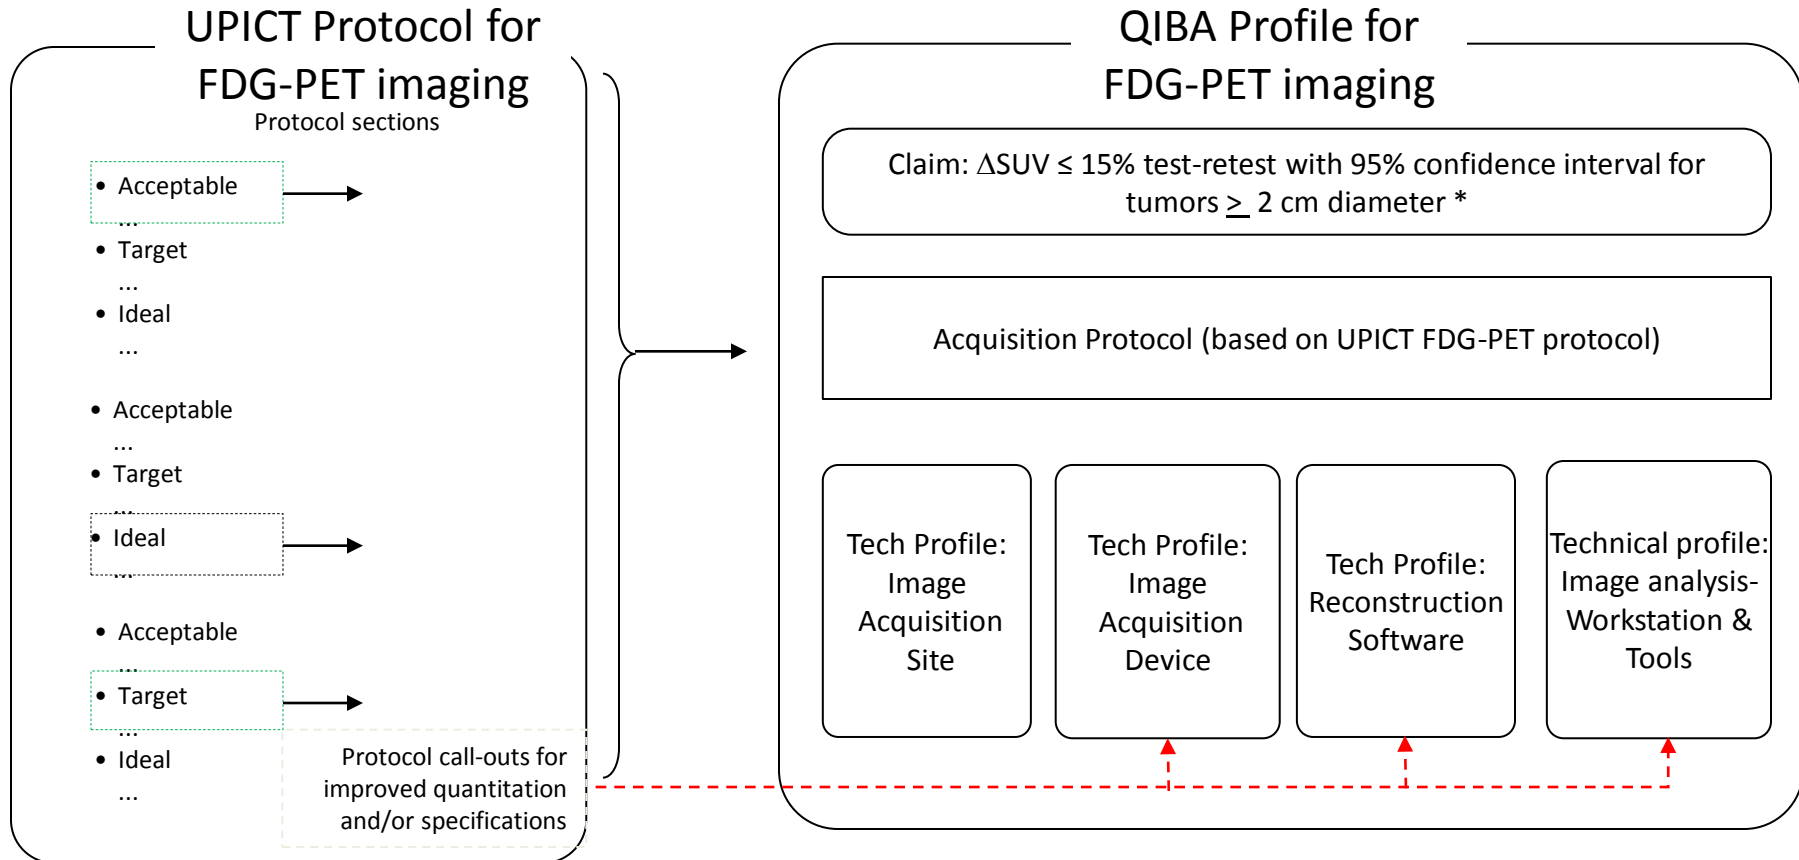 UPICT Protocol for
FDG-PET imaging
Protocol sections
• Acceptable
...
• Target
...
• Ideal
...
• Acceptable
...
• Target
...
• Ideal
...
• Acceptable
...
• Target
...
• Ideal
...
Protocol call-outs for
improved quantitation
and/or specifications
QIBA Profile for
FDG-PET imaging
Claim: ΔSUV ≤ 15% test-retest with 95% confidence interval for
tumors > 2 cm diameter *
Acquisition Protocol (based on UPICT FDG-PET protocol)
Tech Profile:
Image
Acquisition
Site
Tech Profile:
Image
Acquisition
Device
Tech Profile:
Reconstruction
Software
Technical profile:
Image analysis-
Workstation &
Tools